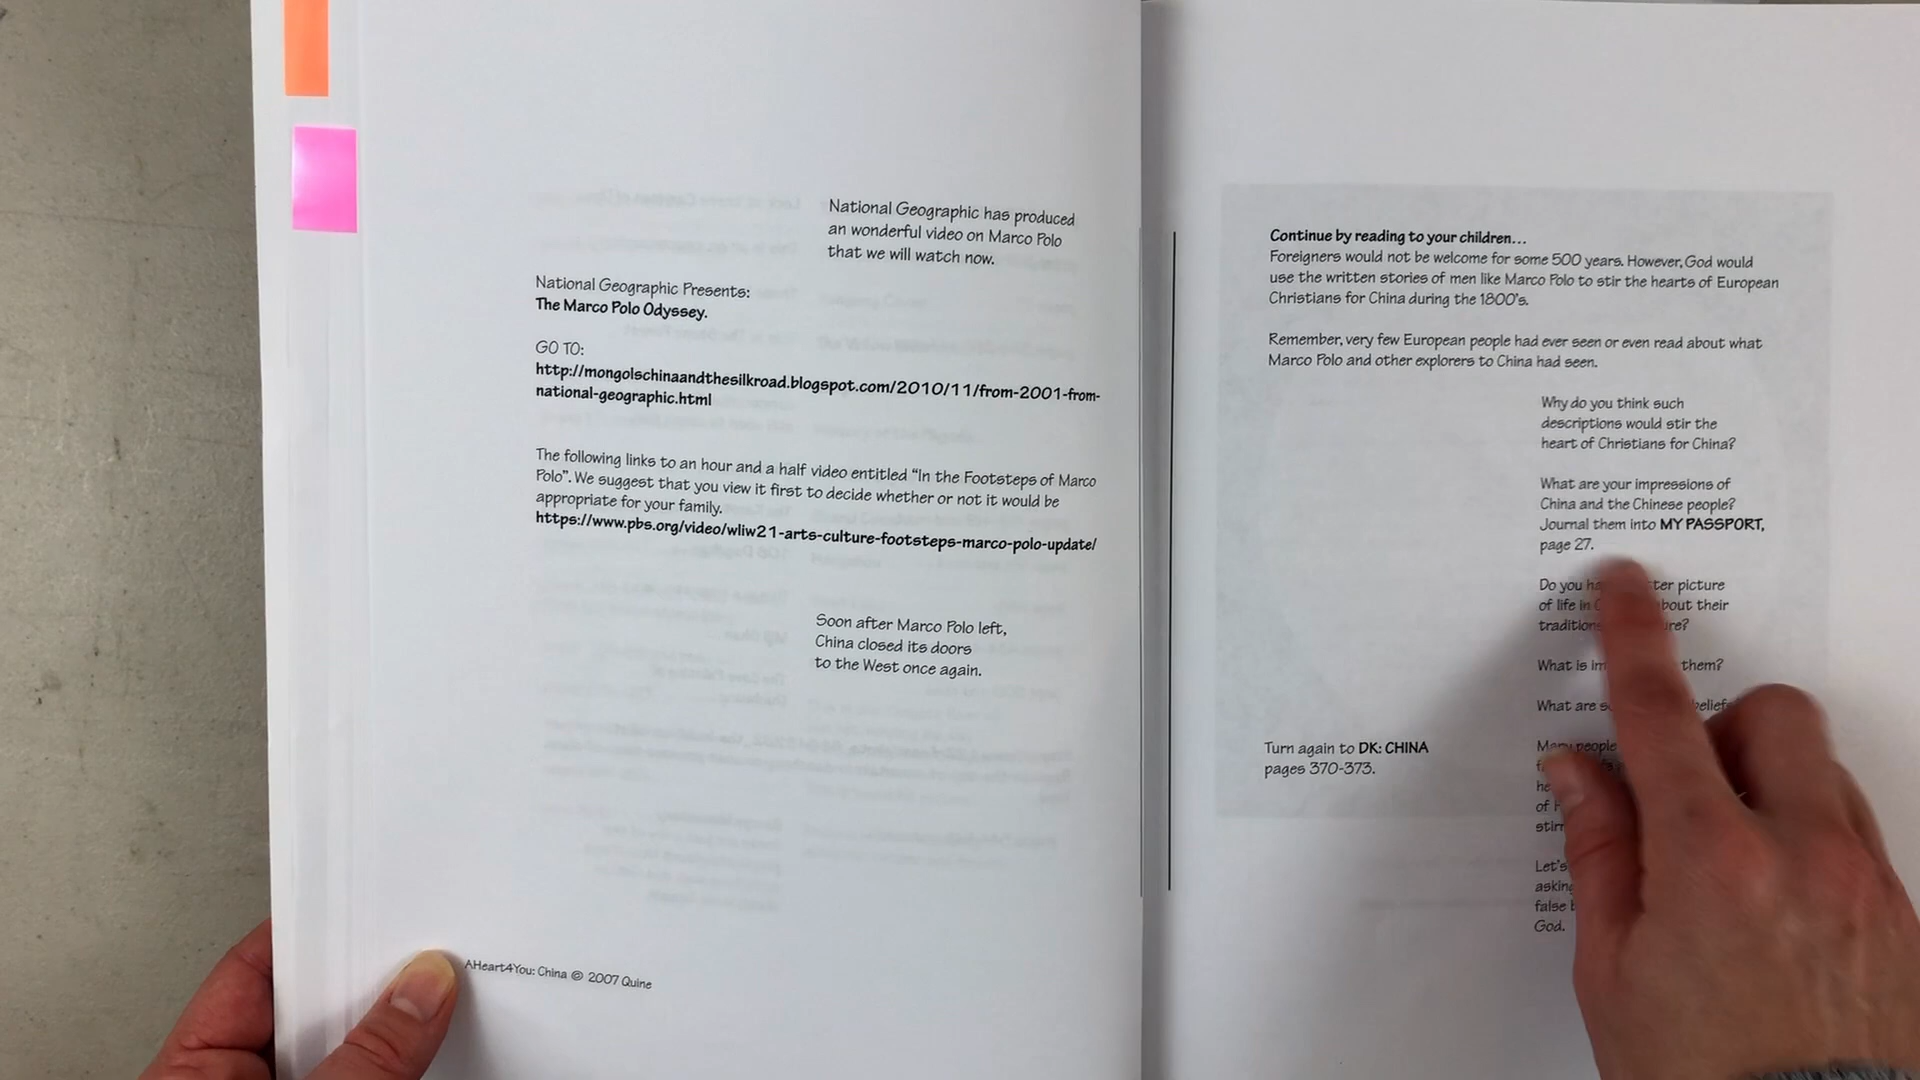 National Geographic has produced
an wonderful video on Marco Polo
that we will watch now.
National Geographic Presents:
The Marco Polo Odyssey.
GO TO:
http://mongolschinaandthesilkroad.blogspot.com/2010/11/from-2001-from-
national-geographic.html
The following links to an hour and a half video entitled “In the Footsteps of Marco
Polo”. We suggest that you view it first to decide whether or not it would be
appropriate for your family.
https://www.pbs.org/video/wliw21-arts-culture-footsteps-marco-polo-update/
Soon after Marco Polo left,
China closed its doors
to the West once again.
AHeart4You: China © 2007 Quine
Continue by reading to your children…
Foreigners would not be welcome for some 500 years. However, God would
use the written stories of men like Marco Polo to stir the hearts of European
Christians for China during the 1800's.
Remember, very few European people had ever seen or even read about what
Marco Polo and other explorers to China had seen.
Why do you think such
descriptions would stir the
heart of Christians for China?
What are your impressions of
China and the Chinese people?
Journal them into MY PASSPORT,
page 27.
Do you picture
of life in about their
What is them?
What are
Turn again to DK: CHINA
pages 370-373.
people
of
Let's
false
God.